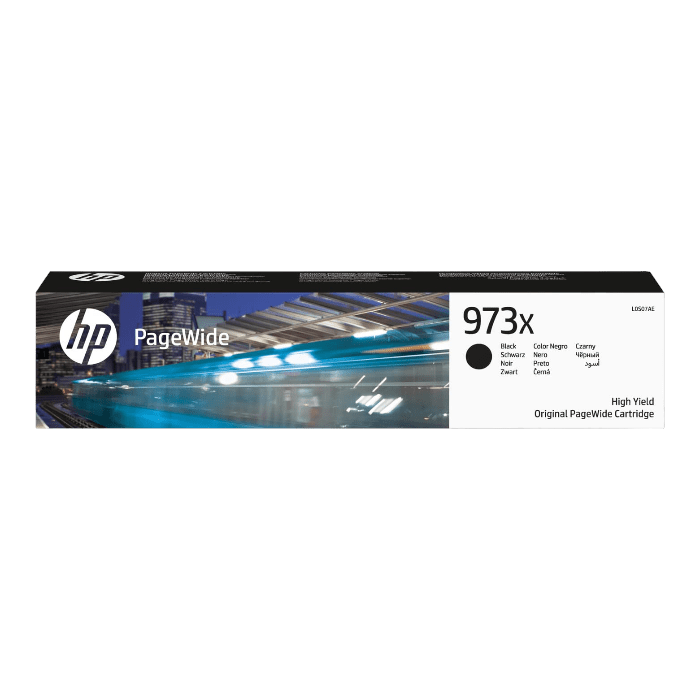 hp
hp
PageWide
973X
L0S07AE
Black
Schwarz
Noir
Zwart
Color Negro
Nero
Preto
Černá
Czarny
Чёрный
أسود
High Yield
Original PageWide Cartridge